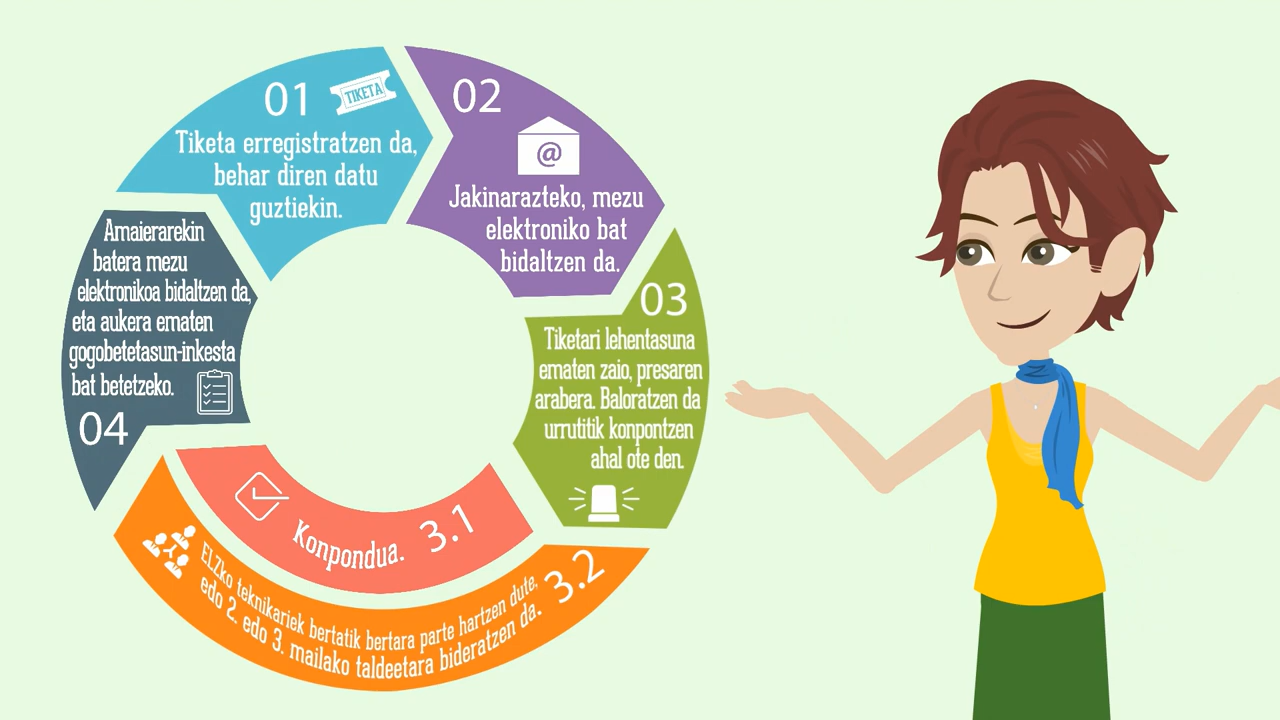 01
TIKETA
Tiketa erregistratzen da,
behar diren datu
guztiekin.
02
@
Jakinarazteko, mezu
elektroniko bat
bidaltzen da.
03
Tiketari lehentasuna
ematen zaio, presaren
arabera. Baloratzen da
urrutitik konpontzen
ahal ote den.
3.1
Konpondua.
3.2
ELZko teknikariek bertatik bertara parte hartzen dute,
edo 2. edo 3. mailako taldeetara bideratzen da.
Amaierarekin
batera mezu
elektronikoa bidaltzen da,
eta aukera ematen
gogobetetasun-inkesta
bat betetzeko.
04